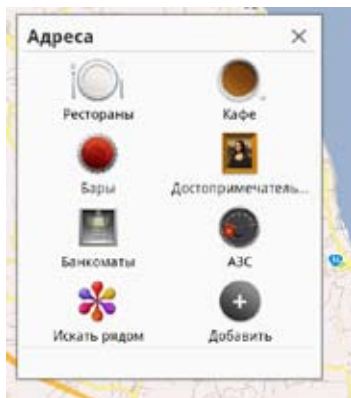 Адреса
Рестораны
Кафе
Бары
Достопримечатель...
Банкоматы
АЗС
Искать рядом
Добавить